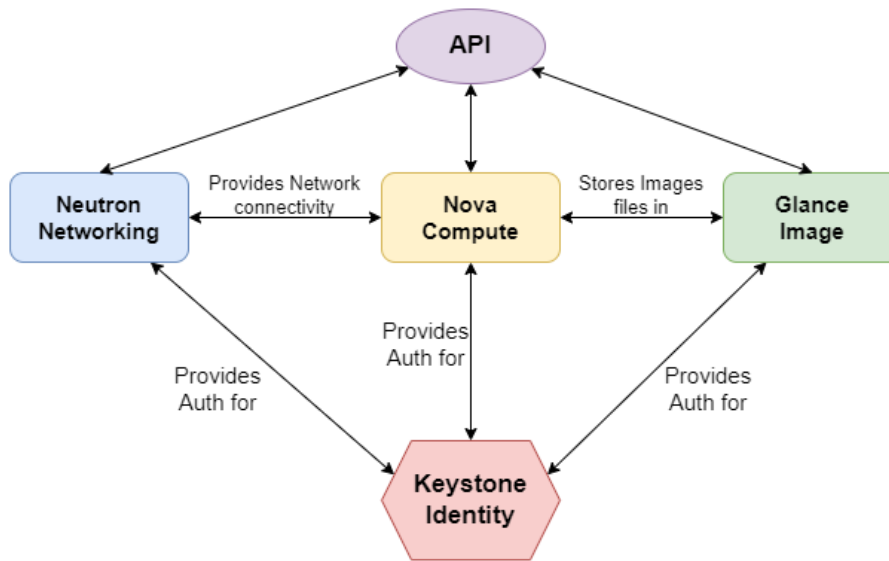 API
Provides Network
connectivity
Stores Images
files in
Neutron
Networking
Nova
Compute
Glance
Image
Provides
Auth for
Provides
Auth for
Provides
Auth for
Keystone
Identity